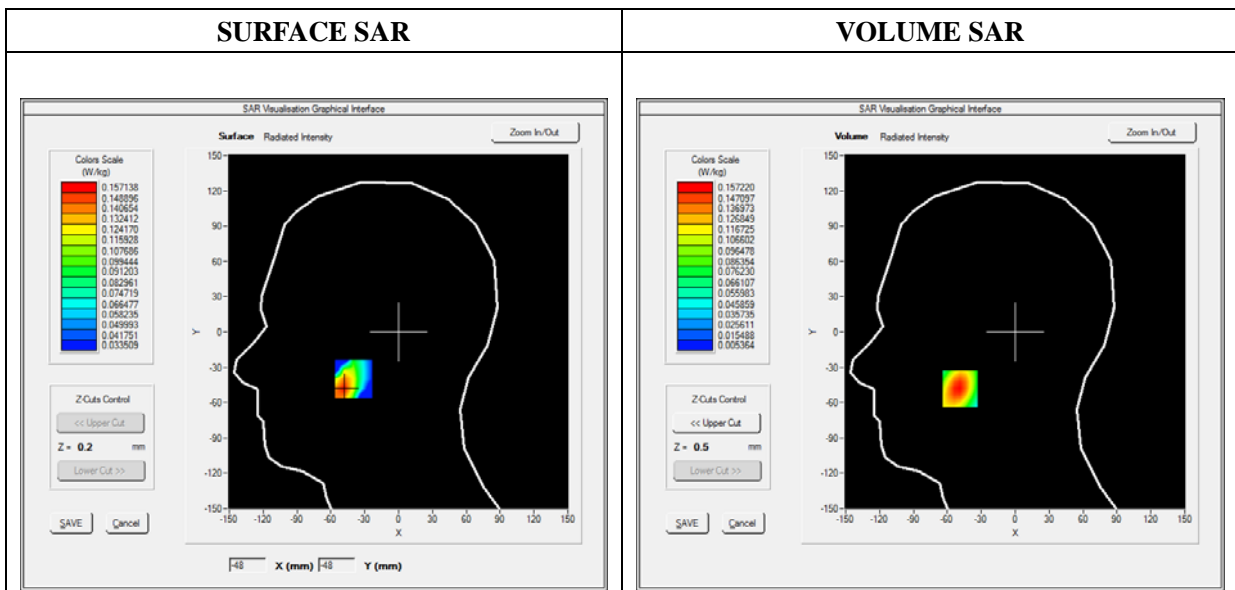 SURFACE SAR
VOLUME SAR
SAR Visualisation Graphical Interface
Surface Radiated Intensity
Zoom In/Out
Colors Scale
(W/kg)
0.157138
0.148896
0.140654
0.132412
0.124170
0.115928
0.107686
0.099444
0.091203
0.082961
0.074719
0.066477
0.058235
0.049993
0.041751
0.033509
Z-Cuts Control
<< Upper Cut
Z = 0.2 mm
Lower Cut >>
SAVE Cancel
150
120
90
60
30
0
-30
-60
-90
-120
-150
Y
-150 -120 -90 -60 -30 0 30 60 90 120 150
X
-48 X (mm) -48 Y (mm)
SAR Visualisation Graphical Interface
Volume Radiated Intensity
Zoom In/Out
Colors Scale
(W/kg)
0.157220
0.147097
0.136973
0.126849
0.116725
0.106602
0.096478
0.086354
0.076230
0.066107
0.055983
0.045859
0.035735
0.025611
0.015488
0.005364
Z-Cuts Control
<< Upper Cut
Z = 0.5 mm
Lower Cut >>
SAVE Cancel
150
120
90
60
30
0
-30
-60
-90
-120
-150
Y
-150 -120 -90 -60 -30 0 30 60 90 120 150
X